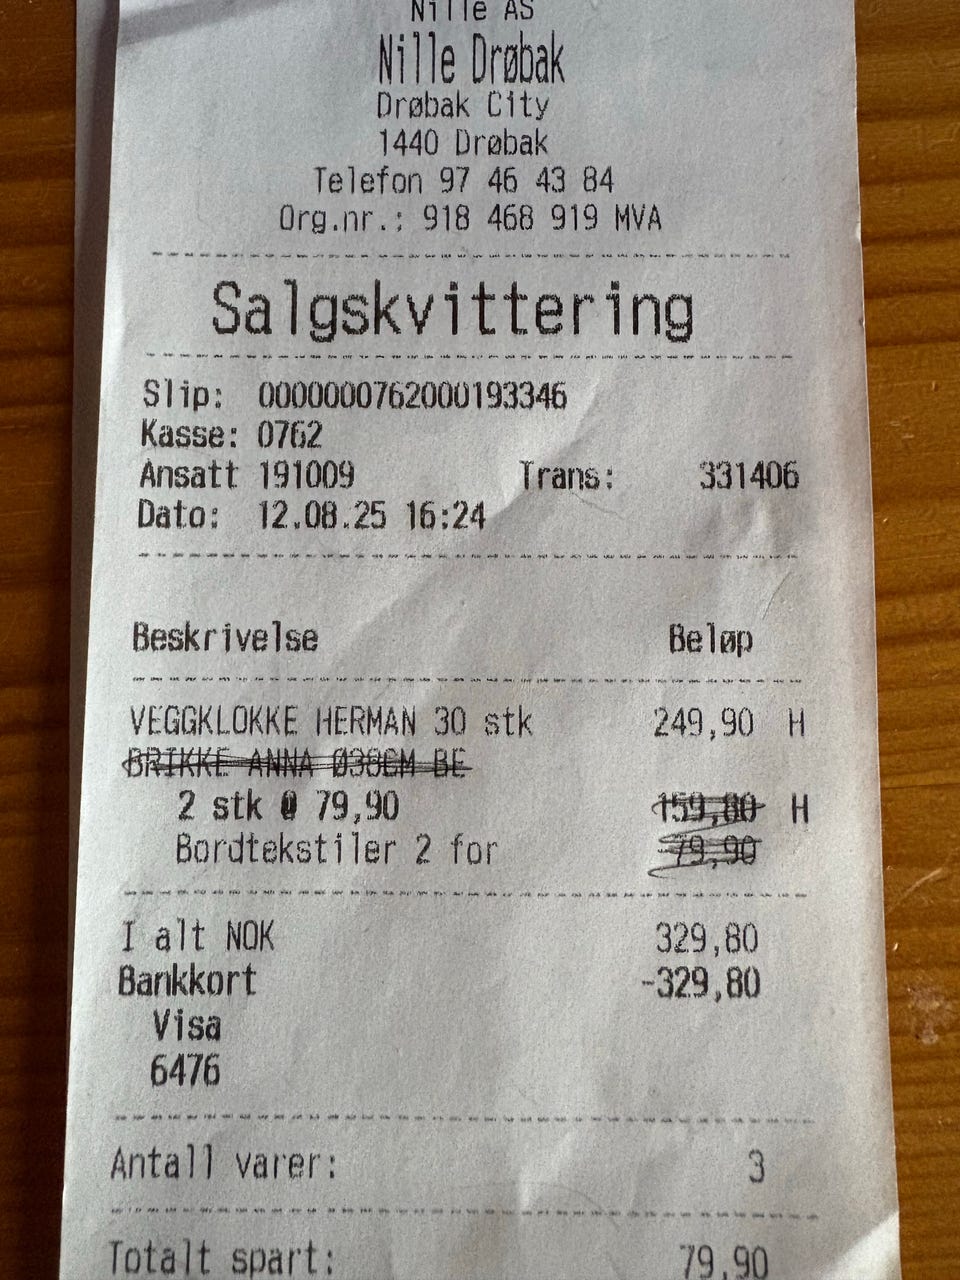 Nille AS
Nille Drøbak
Drøbak City
1440 Drøbak
Telefon 97 46 43 84
Org.nr.: 918 468 919 MVA
Salgskvittering
Slip: 0000000762000193346
Kasse: 0762
Ansatt 191009 Trans: 331406
Dato: 12.08.25 16:24
Beskrivelse Beløp
VEGGKLOKKE HERMAN 30 stk 249,90 H
BRIKKE ANNA Ø38CM BE
2 stk @ 79,90 159,80 H
Bordtekstiler 2 for -79,90
I alt NOK 329,80
Bankkort -329,80
Visa
6476
Antall varer: 3
Totalt spart: 79,90